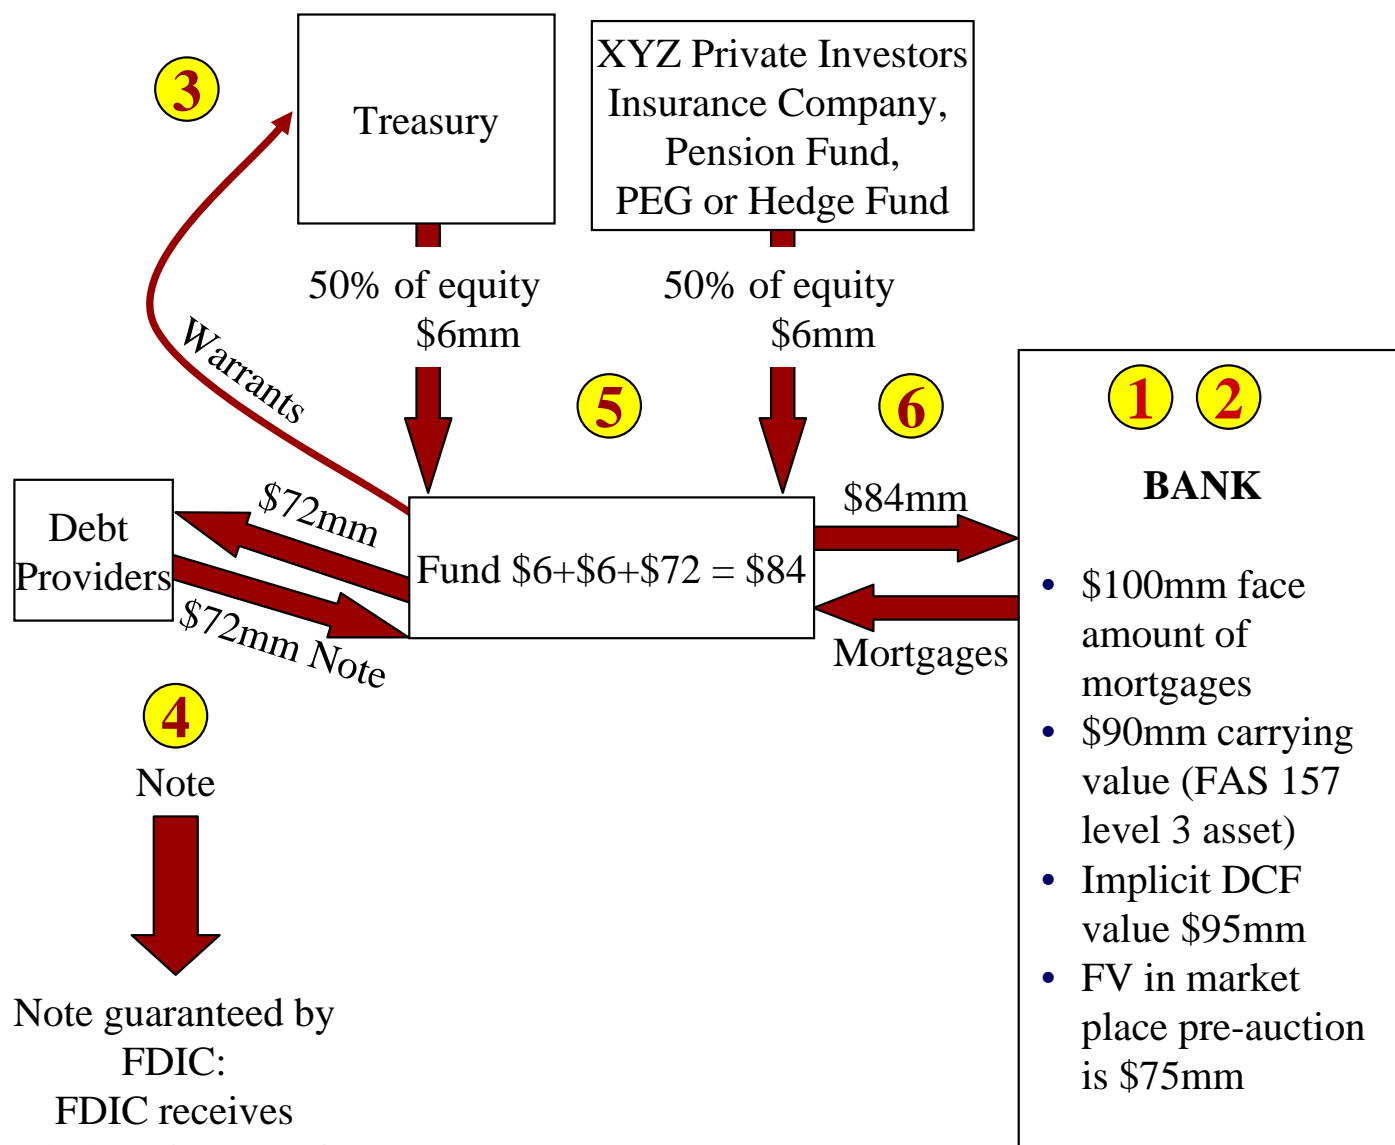 3
Treasury
XYZ Private Investors
Insurance Company,
Pension Fund,
PEG or Hedge Fund
50% of equity
$6mm
50% of equity
$6mm
Warrants
5
6
1
2
BANK
Debt
Providers
$72mm
$72mm Note
Fund $6+$6+$72 = $84
$84mm
Mortgages
• $100mm face
amount of
mortgages
• $90mm carrying
value (FAS 157
level 3 asset)
• Implicit DCF
value $95mm
• FV in market
place pre-auction
is $75mm
4
Note
Note guaranteed by
FDIC:
FDIC receives